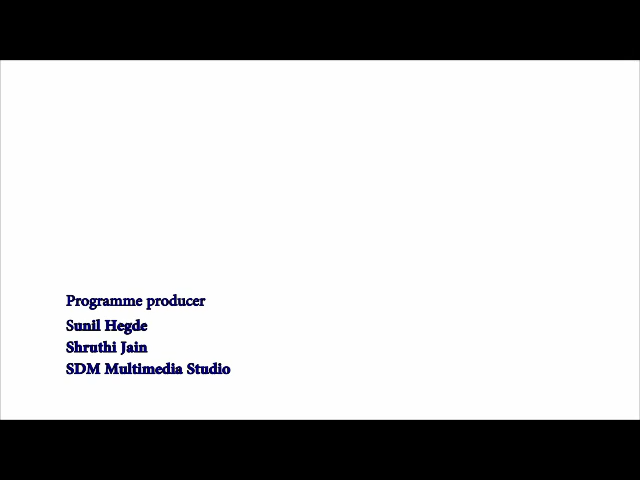 Programme producer
Sunil Hegde
Shruthi Jain
SDM Multimedia Studio